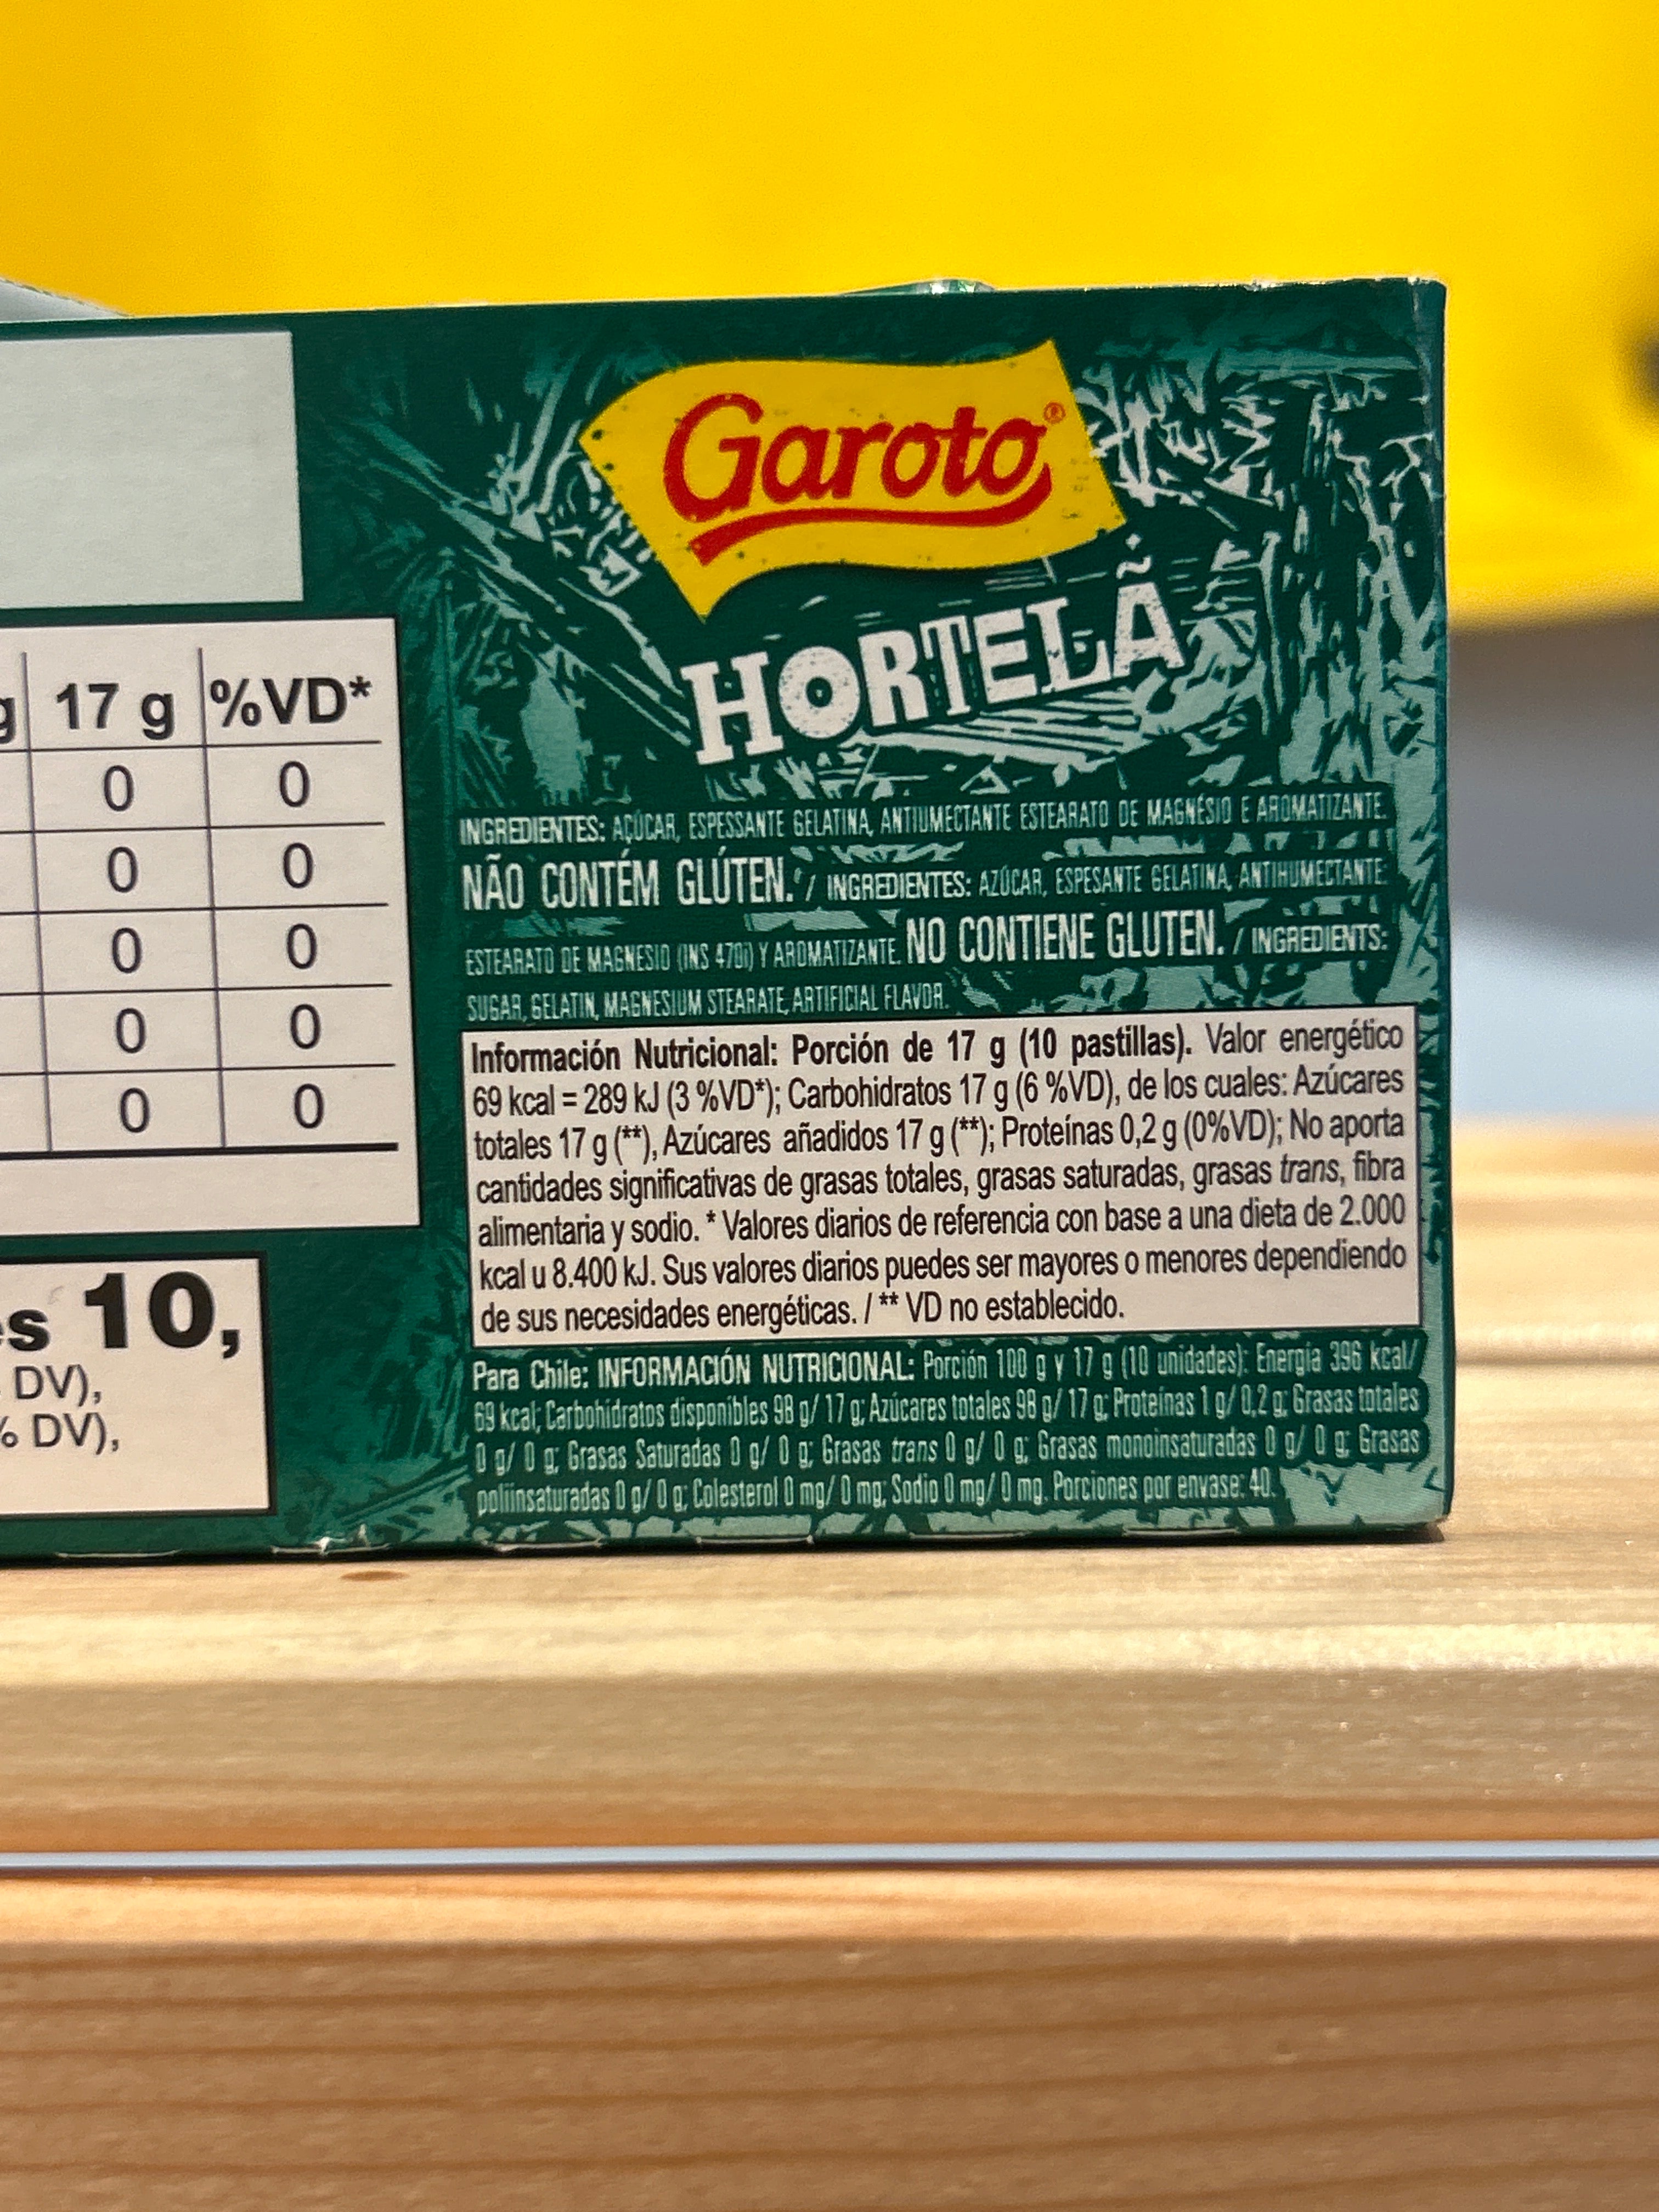 g 17 g %VD*
0 0
0 0
0 0
0 0
0 0
es 10,
DV),
% DV),
Garoto®
HORTELÃ
INGREDIENTES: AÇÚCAR, ESPESSANTE GELATINA, ANTIUMECTANTE ESTEARATO DE MAGNÉSIO E AROMATIZANTE.
NÃO CONTÉM GLÚTEN. / INGREDIENTES: AZÚCAR, ESPESANTE GELATINA, ANTIHUMECTANTE:
ESTEARATO DE MAGNESIO (INS 470i) Y AROMATIZANTE. NO CONTIENE GLUTEN. / INGREDIENTS:
SUGAR, GELATIN, MAGNESIUM STEARATE, ARTIFICIAL FLAVOR.
Información Nutricional: Porción de 17 g (10 pastillas). Valor energético
69 kcal = 289 kJ (3 %VD*); Carbohidratos 17 g (6 %VD), de los cuales: Azúcares
totales 17 g (**), Azúcares añadidos 17 g (**); Proteínas 0,2 g (0%VD); No aporta
cantidades significativas de grasas totales, grasas saturadas, grasas trans, fibra
alimentaria y sodio. * Valores diarios de referencia con base a una dieta de 2.000
kcal u 8.400 kJ. Sus valores diarios puedes ser mayores o menores dependiendo
de sus necesidades energéticas. / ** VD no establecido.
Para Chile: INFORMACIÓN NUTRICIONAL: Porción 100 g y 17 g (10 unidades): Energía 396 kcal/
69 kcal; Carbohidratos disponibles 98 g/ 17 g; Azúcares totales 98 g/ 17 g; Proteínas 1 g/ 0,2 g; Grasas totales
0 g/ 0 g; Grasas Saturadas 0 g/ 0 g; Grasas trans 0 g/ 0 g; Grasas monoinsaturadas 0 g/ 0 g; Grasas
poliinsaturadas 0 g/ 0 g; Colesterol 0 mg/ 0 mg; Sodio 0 mg/ 0 mg. Porciones por envase: 40.